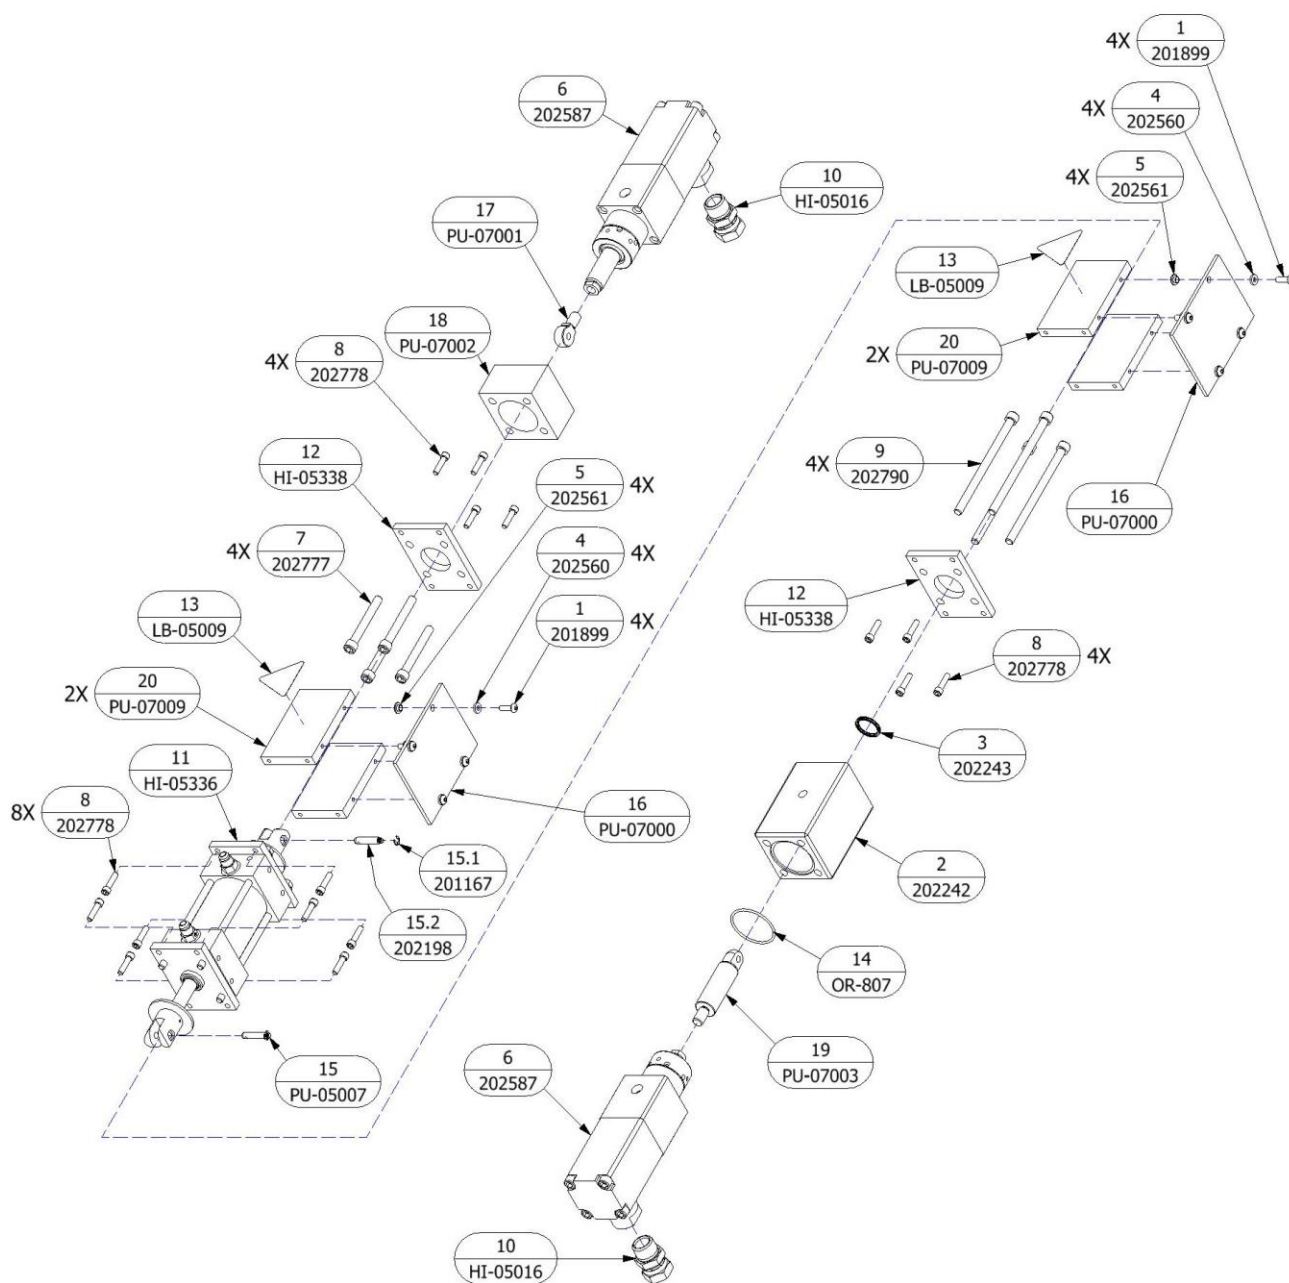 1
4X
201899
6
202587
4
4X
202560
5
4X
202561
10
HI-05016
17
PU-07001
13
LB-05009
18
PU-07002
8
4X
202778
20
2X
PU-07009
12
HI-05338
5
202561
4X
9
4X
202790
16
PU-07000
7
4X
202777
4
202560
4X
12
HI-05338
13
LB-05009
1
201899
4X
8
202778
4X
20
2X
PU-07009
3
202243
11
HI-05336
8
8X
202778
16
PU-07000
15.1
201167
2
202242
15.2
202198
14
OR-807
19
PU-07003
6
202587
15
PU-05007
10
HI-05016